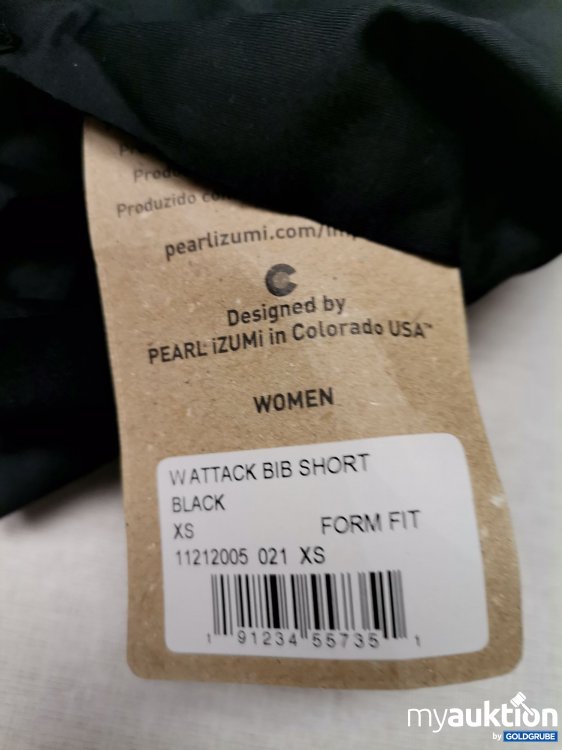 Produzido
pearlizumi.com/
Designed by
PEARL iZUMi in Colorado USA™
WOMEN
W ATTACK BIB SHORT
BLACK
XS FORM FIT
11212005 021 XS
1 91234 55735 1
myauktion
by GOLDGRUBE